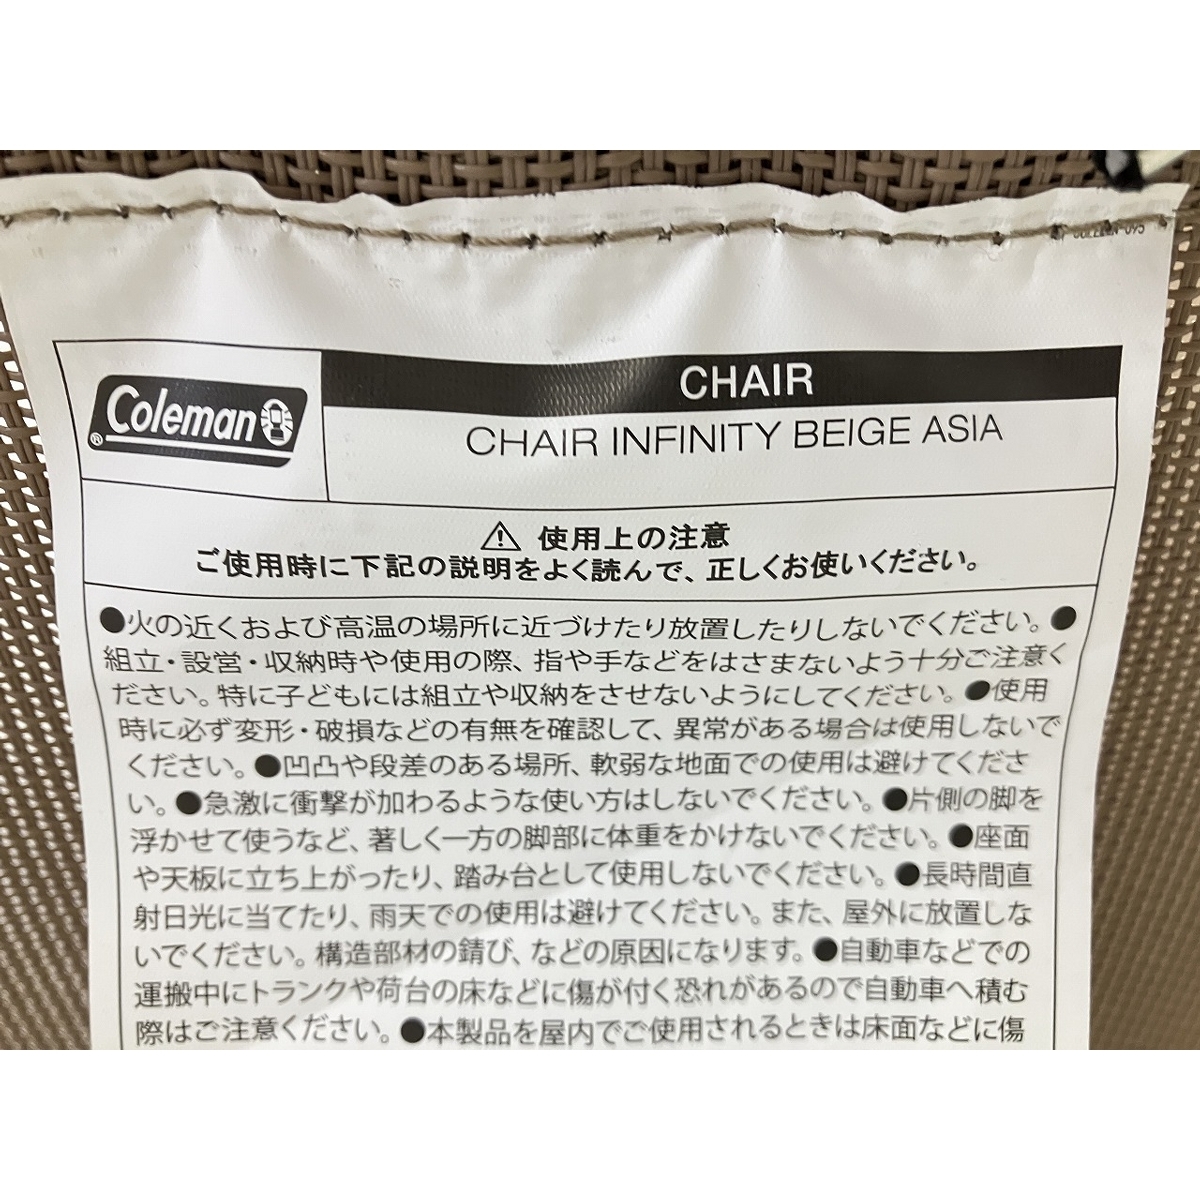 CHAIR
Coleman
®
CHAIR INFINITY BEIGE ASIA
使用上の注意
ご使用時に下記の説明をよく読んで、正しくお使いください。
●火の近くおよび高温の場所に近づけたり放置したりしないでください。●
組立・設営・収納時や使用の際、指や手などをはさまないよう十分ご注意く
ださい。特に子どもには組立や収納をさせないようにしてください。●使用
時に必ず変形・破損などの有無を確認して、異常がある場合は使用しないで
ください。●凹凸や段差のある場所、軟弱な地面での使用は避けてくださ
い。●急激に衝撃が加わるような使い方はしないでください。●片側の脚を
浮かせて使うなど、著しく一方の脚部に体重をかけないでください。●座面
や天板に立ち上がったり、踏み台として使用しないでください。●長時間直
射日光に当てたり、雨天での使用は避けてください。また、屋外に放置しな
いでください。構造部材の錆び、などの原因になります。●自動車などでの
運搬中にトランクや荷台の床などに傷が付く恐れがあるので自動車へ積む
際はご注意ください。●本製品を屋内でご使用されるときは床面などに傷